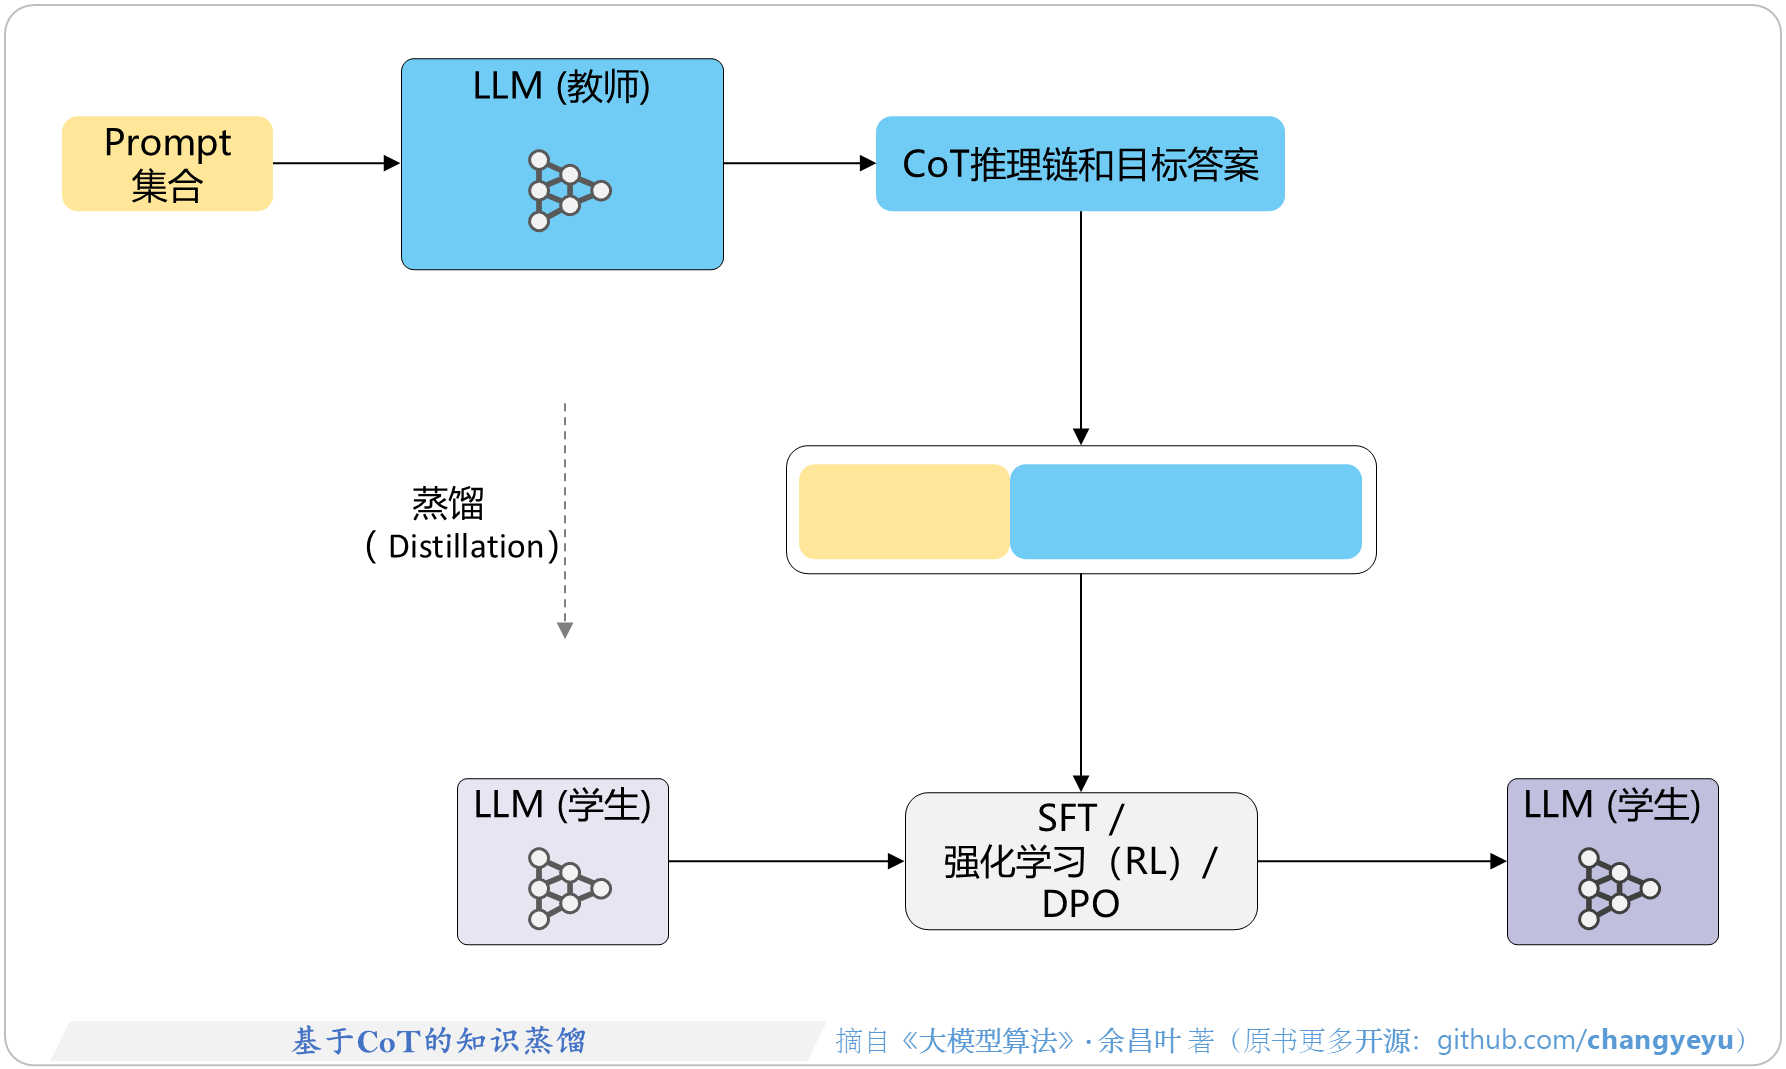 LLM (教师)
Prompt
集合
CoT推理链和目标答案
蒸馏
( Distillation)
LLM (学生)
SFT /
强化学习（RL）/
DPO
LLM (学生)
基于CoT的知识蒸馏
摘自《大模型算法》·余昌叶 著（原书更多开源：github.com/changyeyu）